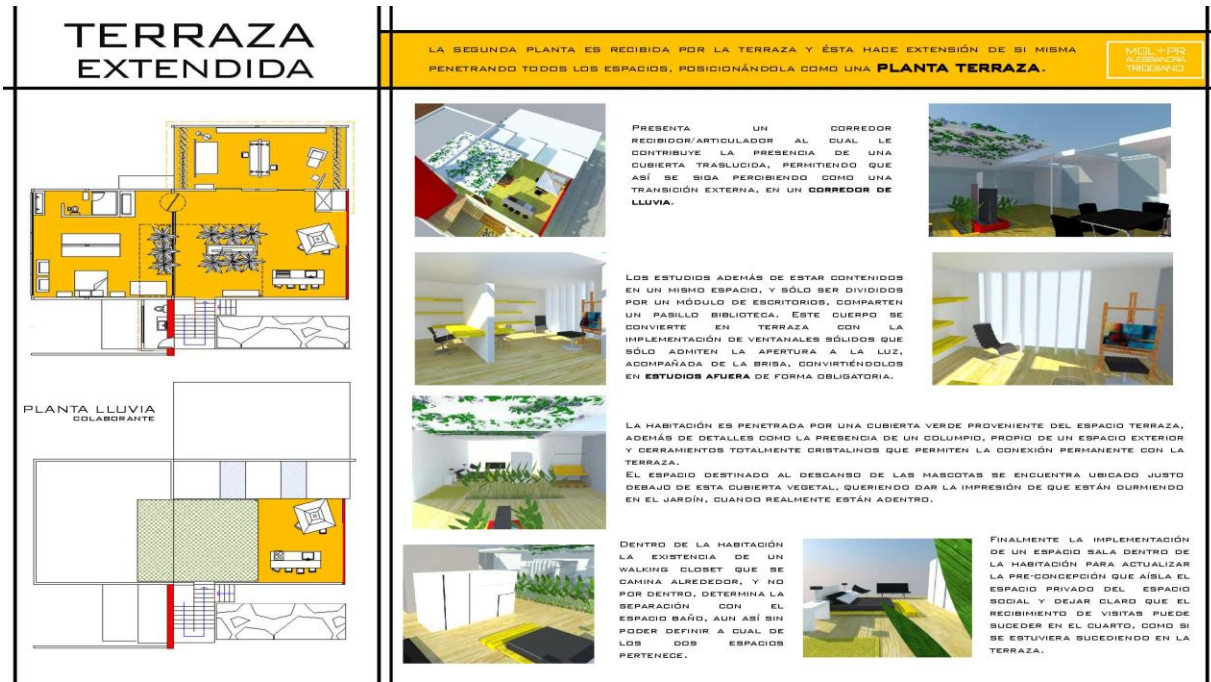 TERRAZA
EXTENDIDA
LA SEGUNDA PLANTA ES RECIBIDA POR LA TERRAZA Y ÉSTA HACE EXTENSIÓN DE SI MISMA
PENETRANDO TODOS LOS ESPACIOS, POSICIONÁNDOLA COMO UNA PLANTA TERRAZA.
MGL+PR
ALESSANDRA
TRIGGIANO
PRESENTA UN CORREDOR
RECIBIDOR/ARTICULADOR AL CUAL LE
CONTRIBUYE LA PRESENCIA DE UNA
CUBIERTA TRASLUCIDA, PERMITIENDO QUE
ASÍ SE SIGA PERCIBIENDO COMO UNA
TRANSICIÓN EXTERNA, EN UN CORREDOR DE
LLUVIA.
LOS ESTUDIOS ADEMÁS DE ESTAR CONTENIDOS
EN UN MISMO ESPACIO, Y SÓLO SER DIVIDIDOS
POR UN MÓDULO DE ESCRITORIOS, COMPARTEN
UN PASILLO BIBLIOTECA. ESTE CUERPO SE
CONVIERTE EN TERRAZA CON LA
IMPLEMENTACIÓN DE VENTANALES SÓLIDOS QUE
SÓLO ADMITEN LA APERTURA A LA LUZ,
ACOMPAÑADA DE LA BRISA, CONVIRTIÉNDOLOS
EN ESTUDIOS AFUERA DE FORMA OBLIGATORIA.
PLANTA LLUVIA
COLABORANTE
LA HABITACIÓN ES PENETRADA POR UNA CUBIERTA VERDE PROVENIENTE DEL ESPACIO TERRAZA,
ADEMÁS DE DETALLES COMO LA PRESENCIA DE UN COLUMPIO, PROPIO DE UN ESPACIO EXTERIOR
Y CERRAMIENTOS TOTALMENTE CRISTALINOS QUE PERMITEN LA CONEXIÓN PERMANENTE CON LA
TERRAZA.
EL ESPACIO DESTINADO AL DESCANSO DE LAS MASCOTAS SE ENCUENTRA UBICADO JUSTO
DEBAJO DE ESTA CUBIERTA VEGETAL, QUERIENDO DAR LA IMPRESIÓN DE QUE ESTÁN DURMIENDO
EN EL JARDÍN, CUANDO REALMENTE ESTÁN ADENTRO.
DENTRO DE LA HABITACIÓN
LA EXISTENCIA DE UN
WALKING CLOSET QUE SE
CAMINA ALREDEDOR, Y NO
POR DENTRO, DETERMINA LA
SEPARACIÓN CON EL
ESPACIO BAÑO, AUN ASÍ SIN
PODER DEFINIR A CUAL DE
LOS DOS ESPACIOS
PERTENECE.
FINALMENTE LA IMPLEMENTACIÓN
DE UN ESPACIO SALA DENTRO DE
LA HABITACIÓN PARA ACTUALIZAR
LA PRE-CONCEPCIÓN QUE AÍSLA EL
ESPACIO PRIVADO DEL ESPACIO
SOCIAL Y DEJAR CLARO QUE EL
RECIBIMIENTO DE VISITAS PUEDE
SUCEDER EN EL CUARTO, COMO SI
SE ESTUVIERA SUCEDIENDO EN LA
TERRAZA.